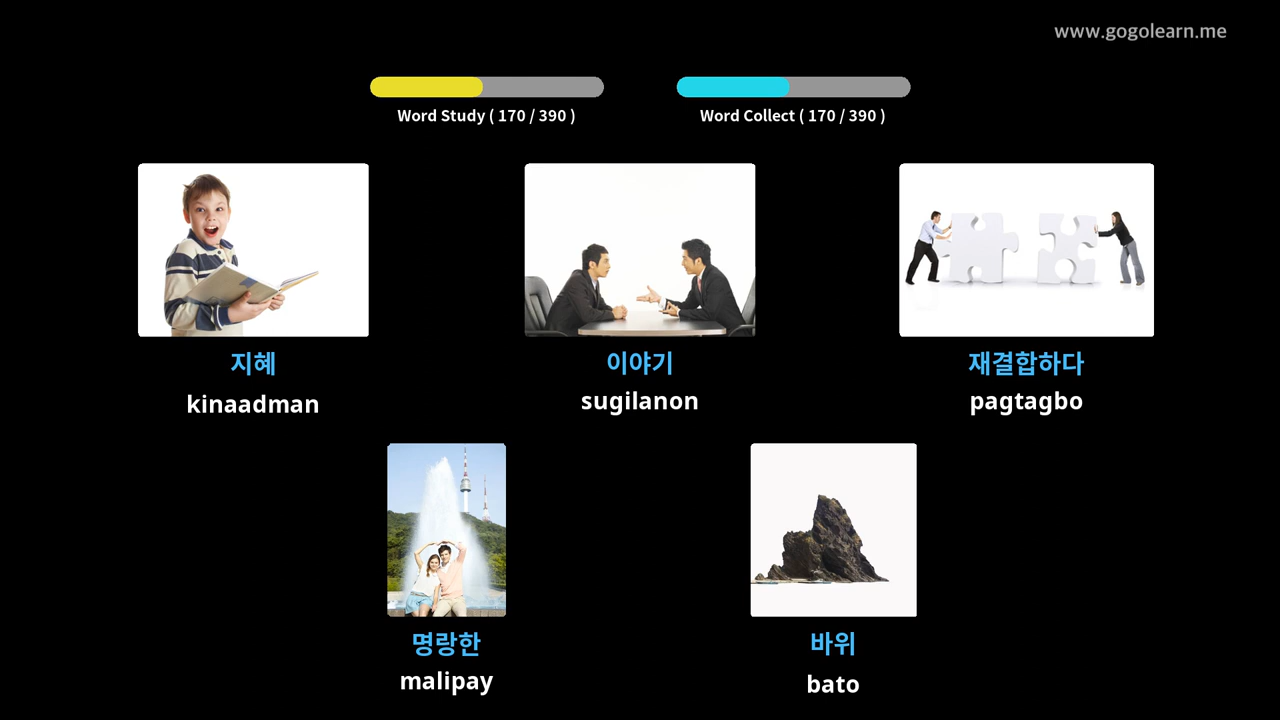 www.gogolearn.me
Word Study ( 170 / 390 )
Word Collect ( 170 / 390 )
지혜
kinaadman
이야기
sugilanon
재결합하다
pagtagbo
명랑한
malipay
바위
bato